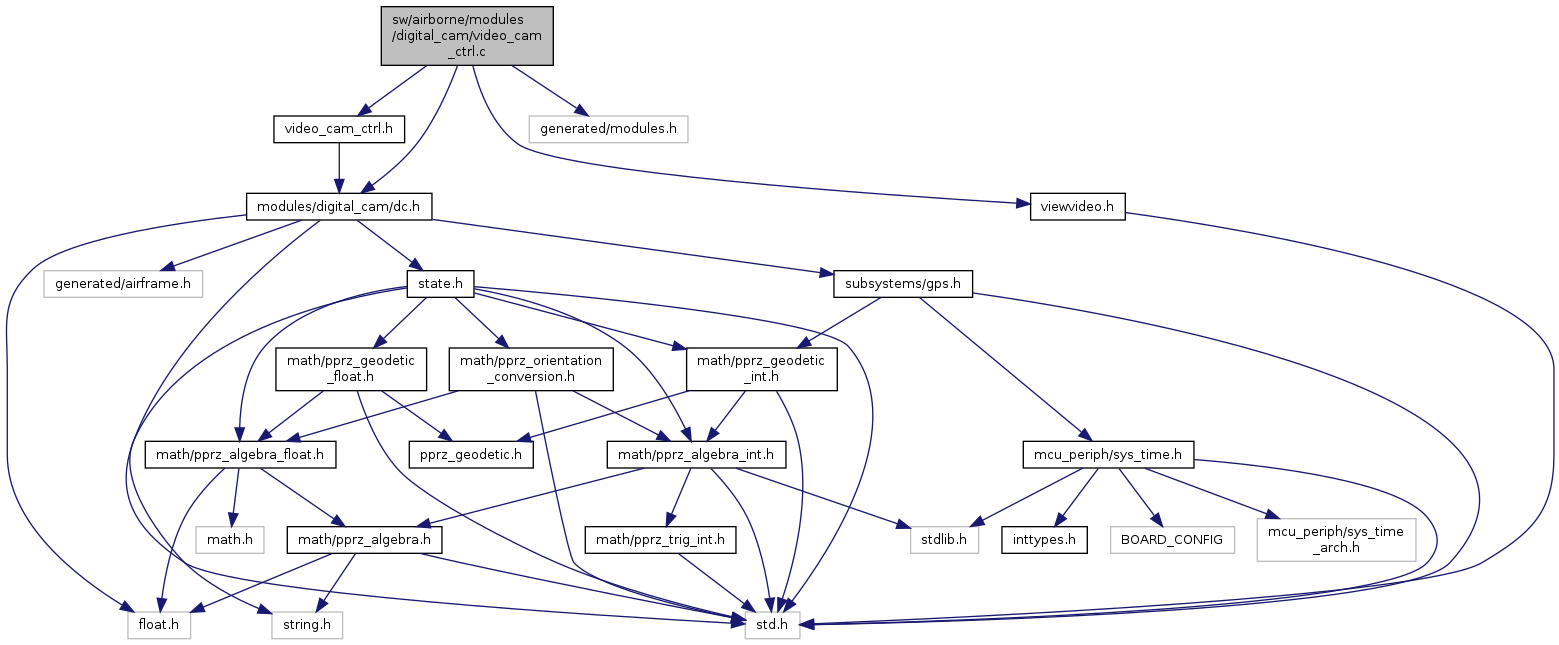 sw/airborne/modules
/digital_cam/video_cam
_ctrl.c
video_cam_ctrl.h
generated/modules.h
modules/digital_cam/dc.h
viewvideo.h
generated/airframe.h
state.h
subsystems/gps.h
math/pprz_geodetic
_float.h
math/pprz_orientation
_conversion.h
math/pprz_geodetic
_int.h
math/pprz_algebra_float.h
pprz_geodetic.h
math/pprz_algebra_int.h
mcu_periph/sys_time.h
math.h
math/pprz_algebra.h
math/pprz_trig_int.h
stdlib.h
inttypes.h
BOARD_CONFIG
mcu_periph/sys_time
_arch.h
float.h
string.h
std.h